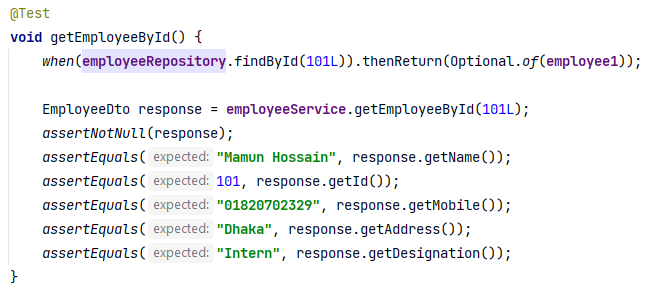 @Test
void getEmployeeById() {
    when(employeeRepository.findById(101L)).thenReturn(Optional.of(employee1));

    EmployeeDto response = employeeService.getEmployeeById(101L);
    assertNotNull(response);
    assertEquals( expected: "Mamun Hossain", response.getName());
    assertEquals( expected: 101, response.getId());
    assertEquals( expected: "01820702329", response.getMobile());
    assertEquals( expected: "Dhaka", response.getAddress());
    assertEquals( expected: "Intern", response.getDesignation());
}